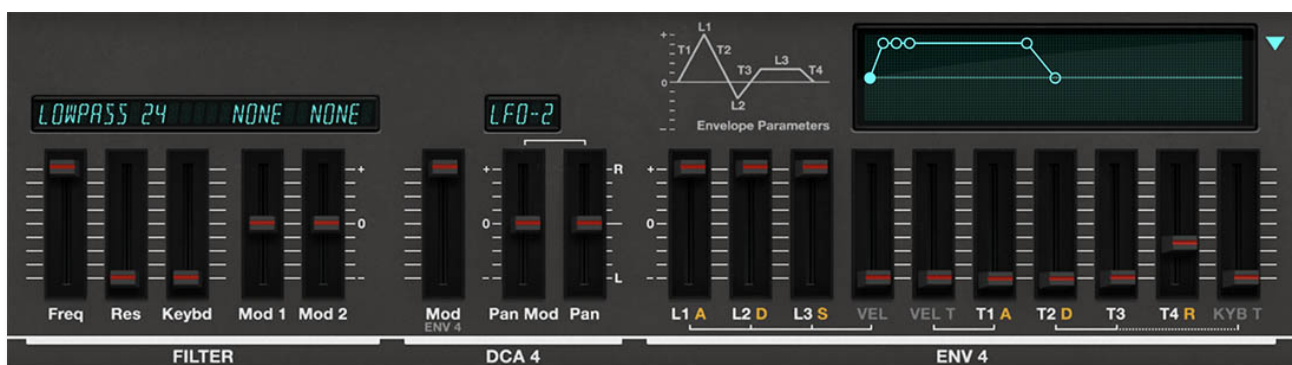 L1
+
T1 T2 L3
T3 T4
0
L2
-
Envelope Parameters
LOWPASS 24 NONE NONE
LFO-2
+ + R +
0 0 0
- - L -
Freq Res Keybd Mod 1 Mod 2
Mod Pan Mod Pan
ENV 4
L1 A L2 D L3 S VEL VEL T T1 A T2 D T3 T4 R KYB T
FILTER DCA 4 ENV 4